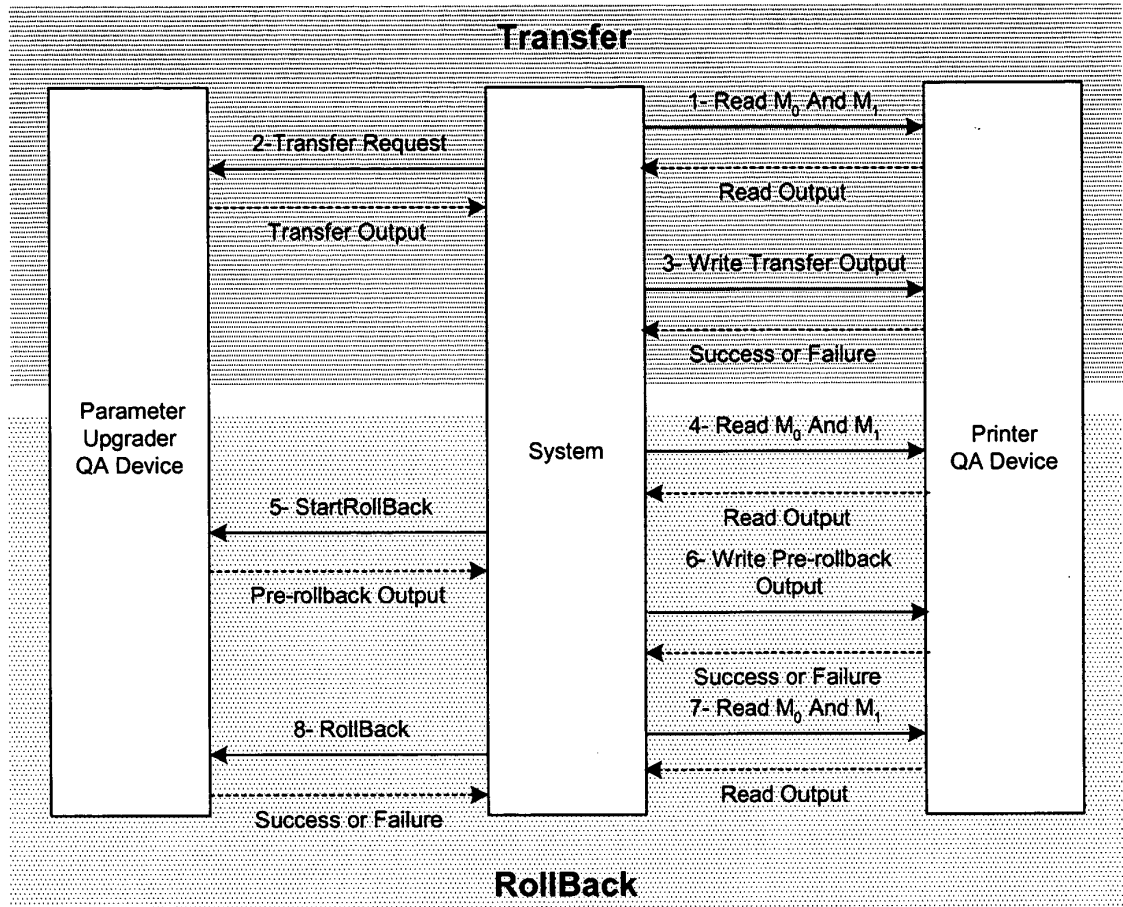 Transfer
1- Read M₀ And M₁
2-Transfer Request
Read Output
Transfer Output
3- Write Transfer Output
Success or Failure
Parameter
Upgrader
QA Device
System
Printer
QA Device
4- Read M₀ And M₁
5- StartRollBack
Read Output
6- Write Pre-rollback
Output
Pre-rollback Output
Success or Failure
7- Read M₀ And M₁
8- RollBack
Read Output
Success or Failure
RollBack